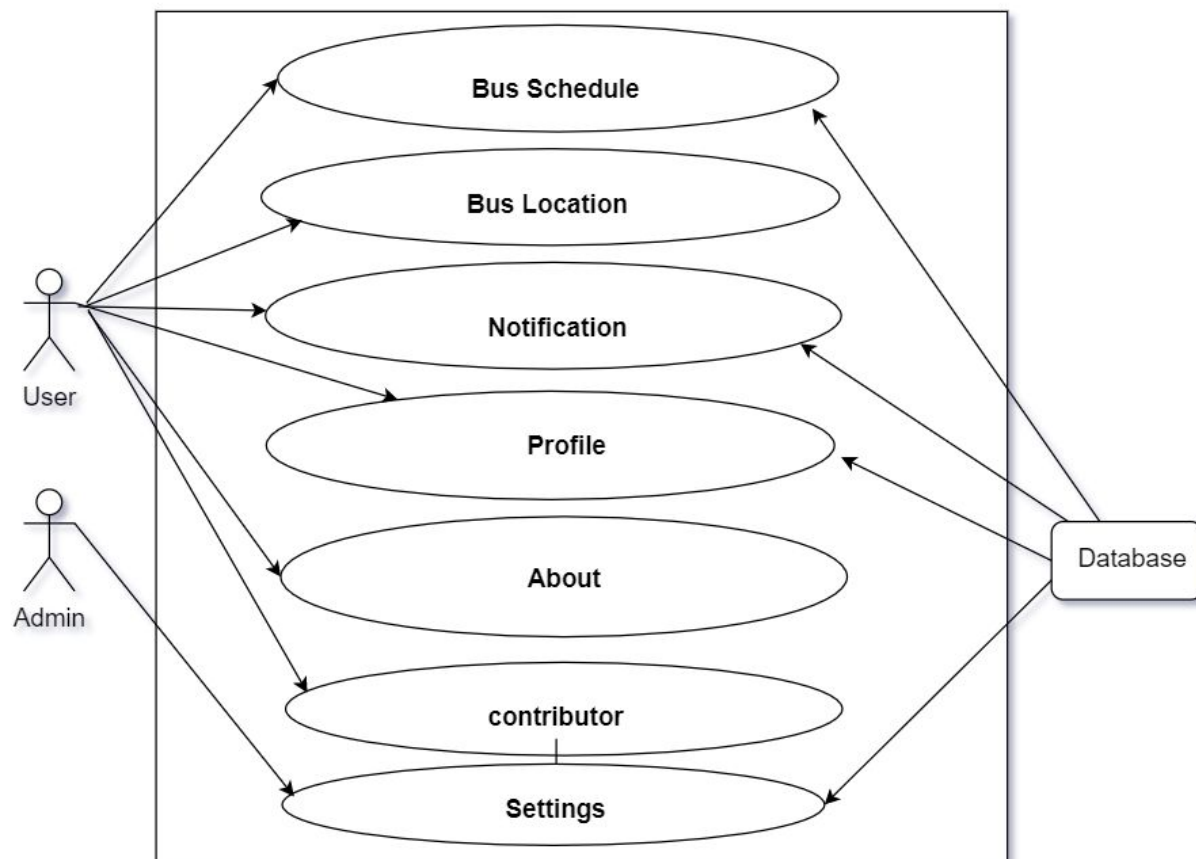 Bus Schedule
Bus Location
Notification
User
Profile
Admin
About
Database
contributor
Settings